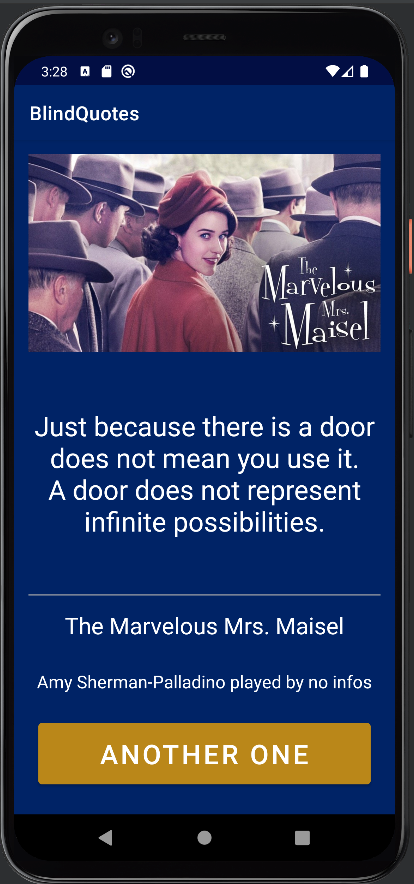 3:28
BlindQuotes
The
Marvelous
Mrs.
Maisel
Just because there is a door
does not mean you use it.
A door does not represent
infinite possibilities.
The Marvelous Mrs. Maisel
Amy Sherman-Palladino played by no infos
ANOTHER ONE